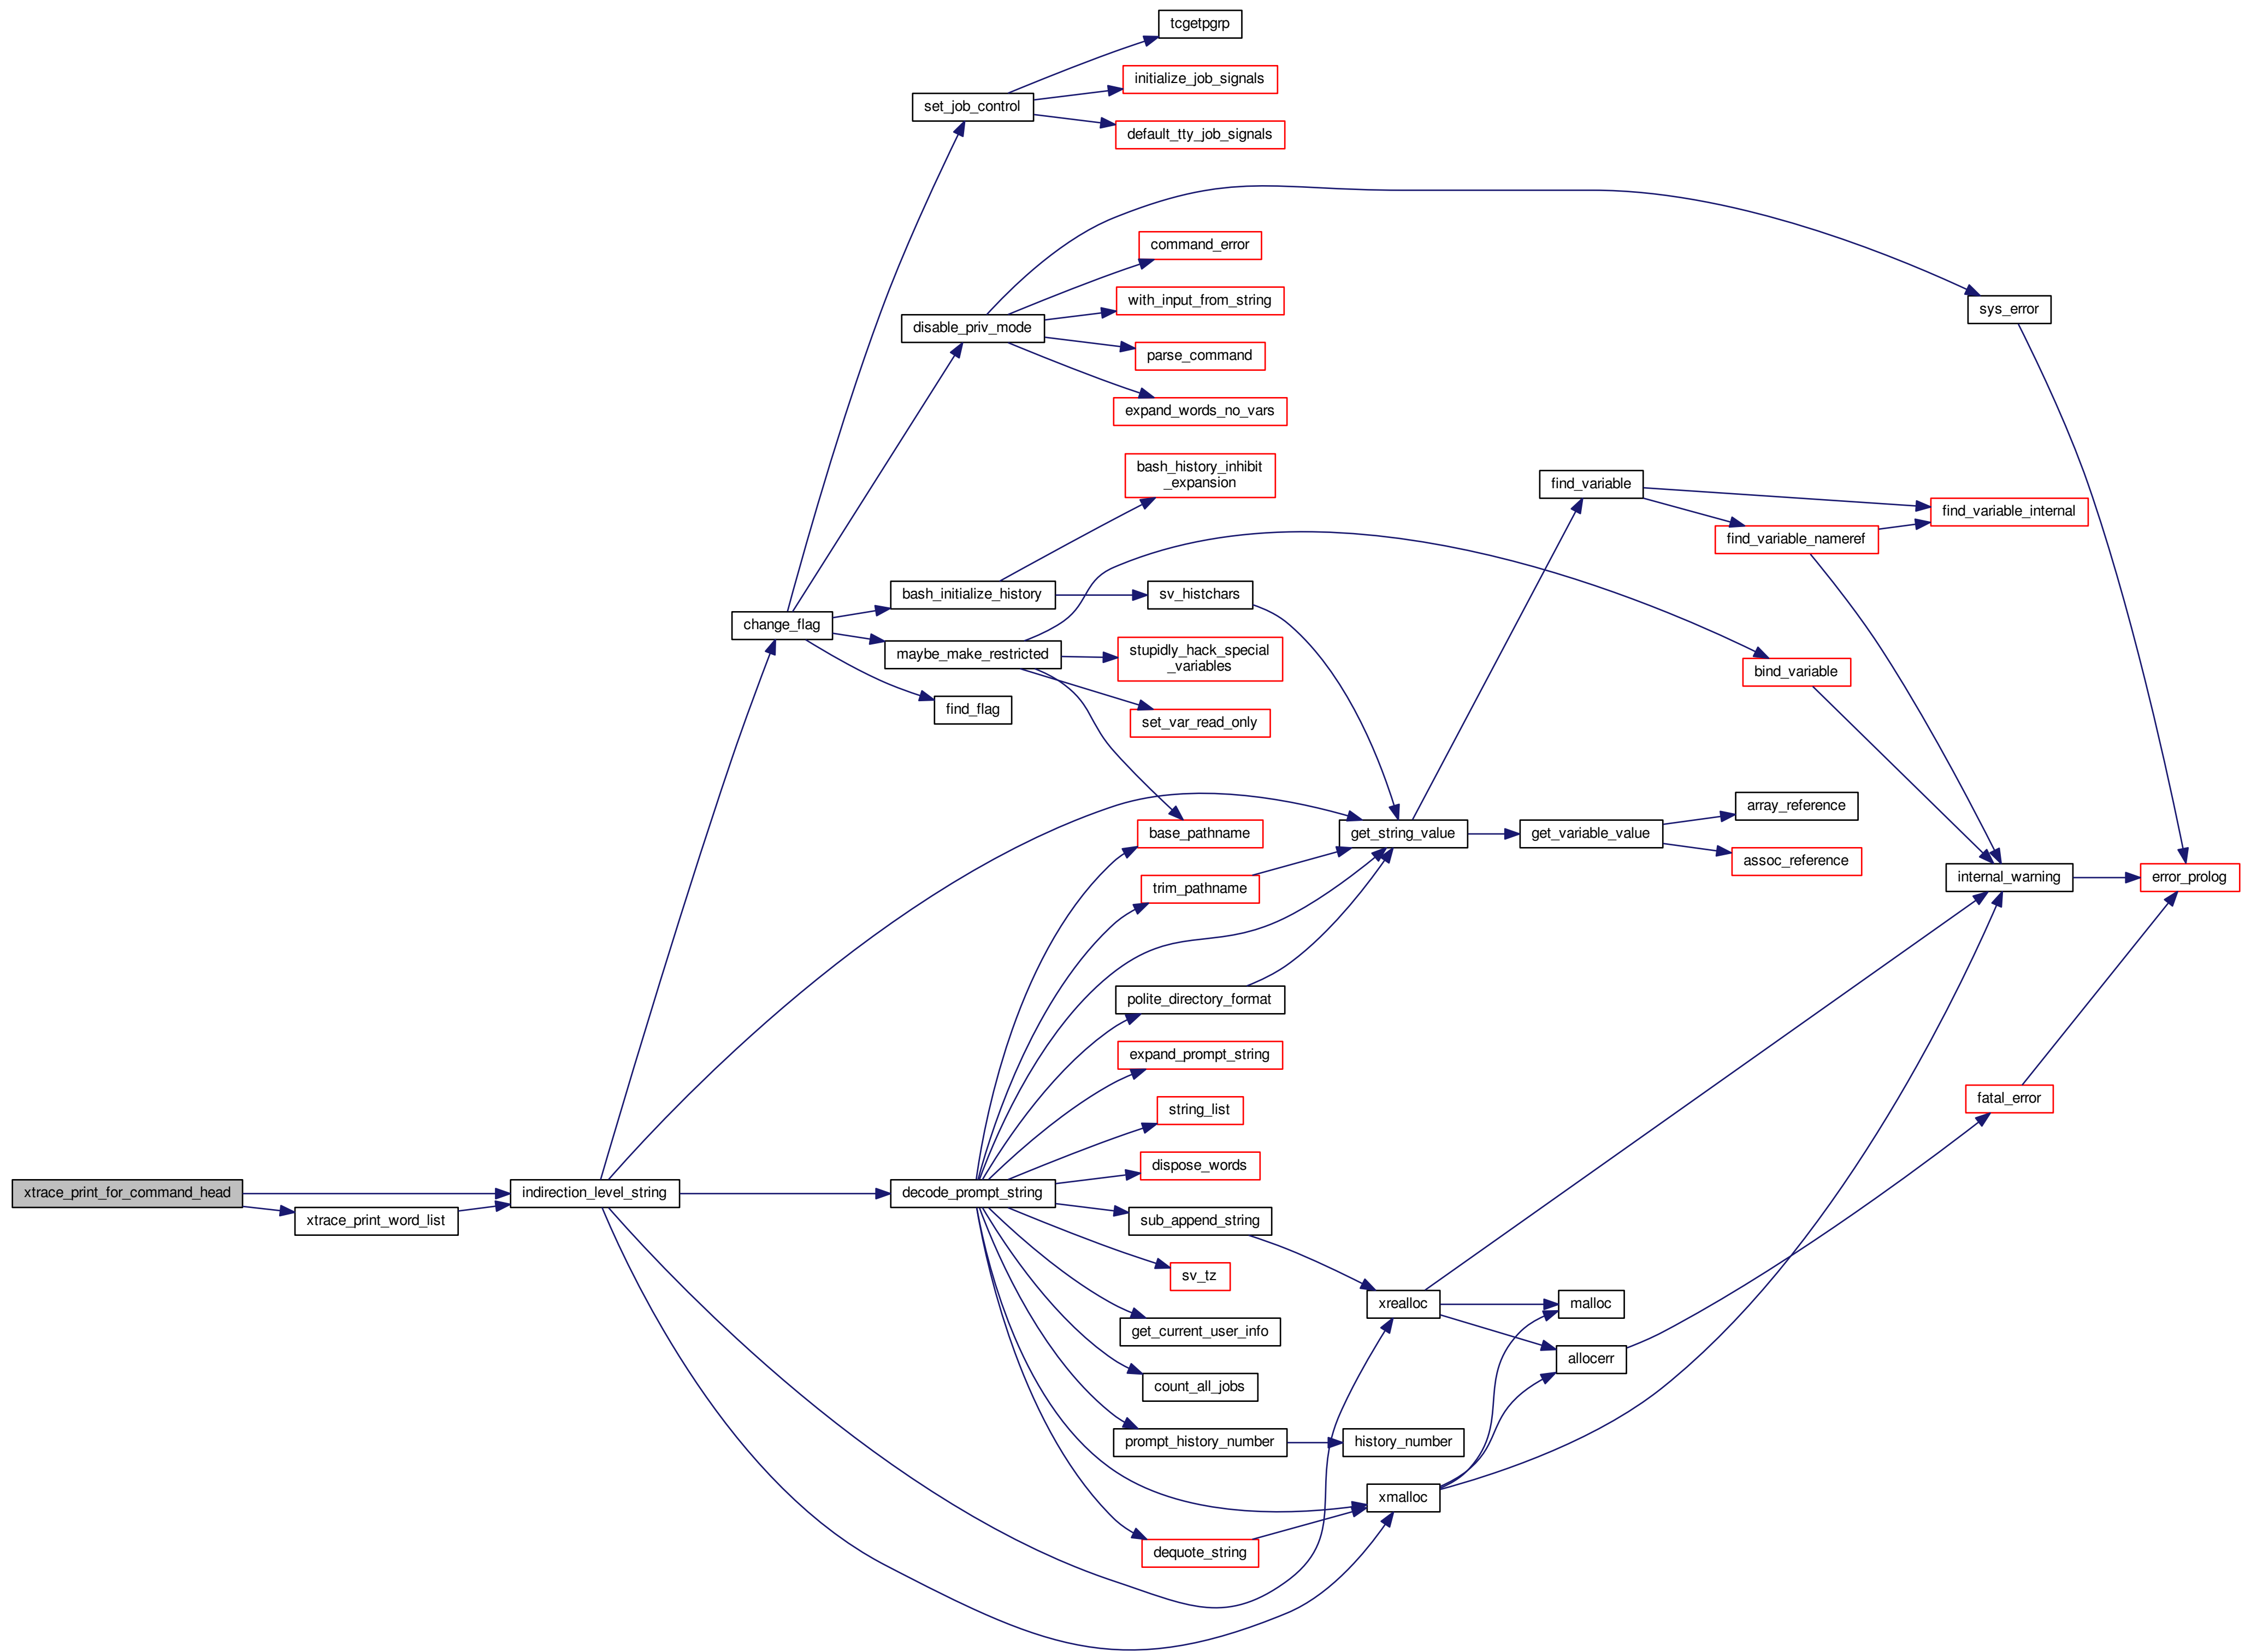 tcgetpgrp
initialize_job_signals
set_job_control
default_tty_job_signals
command_error
with_input_from_string
sys_error
disable_priv_mode
parse_command
expand_words_no_vars
bash_history_inhibit
_expansion
find_variable
find_variable_internal
find_variable_nameref
bash_initialize_history
sv_histchars
change_flag
maybe_make_restricted
stupidly_hack_special
_variables
bind_variable
find_flag
set_var_read_only
array_reference
base_pathname
get_string_value
get_variable_value
assoc_reference
trim_pathname
internal_warning
error_prolog
polite_directory_format
expand_prompt_string
fatal_error
string_list
dispose_words
xtrace_print_for_command_head
indirection_level_string
decode_prompt_string
xtrace_print_word_list
sub_append_string
sv_tz
xrealloc
malloc
get_current_user_info
allocerr
count_all_jobs
prompt_history_number
history_number
xmalloc
dequote_string